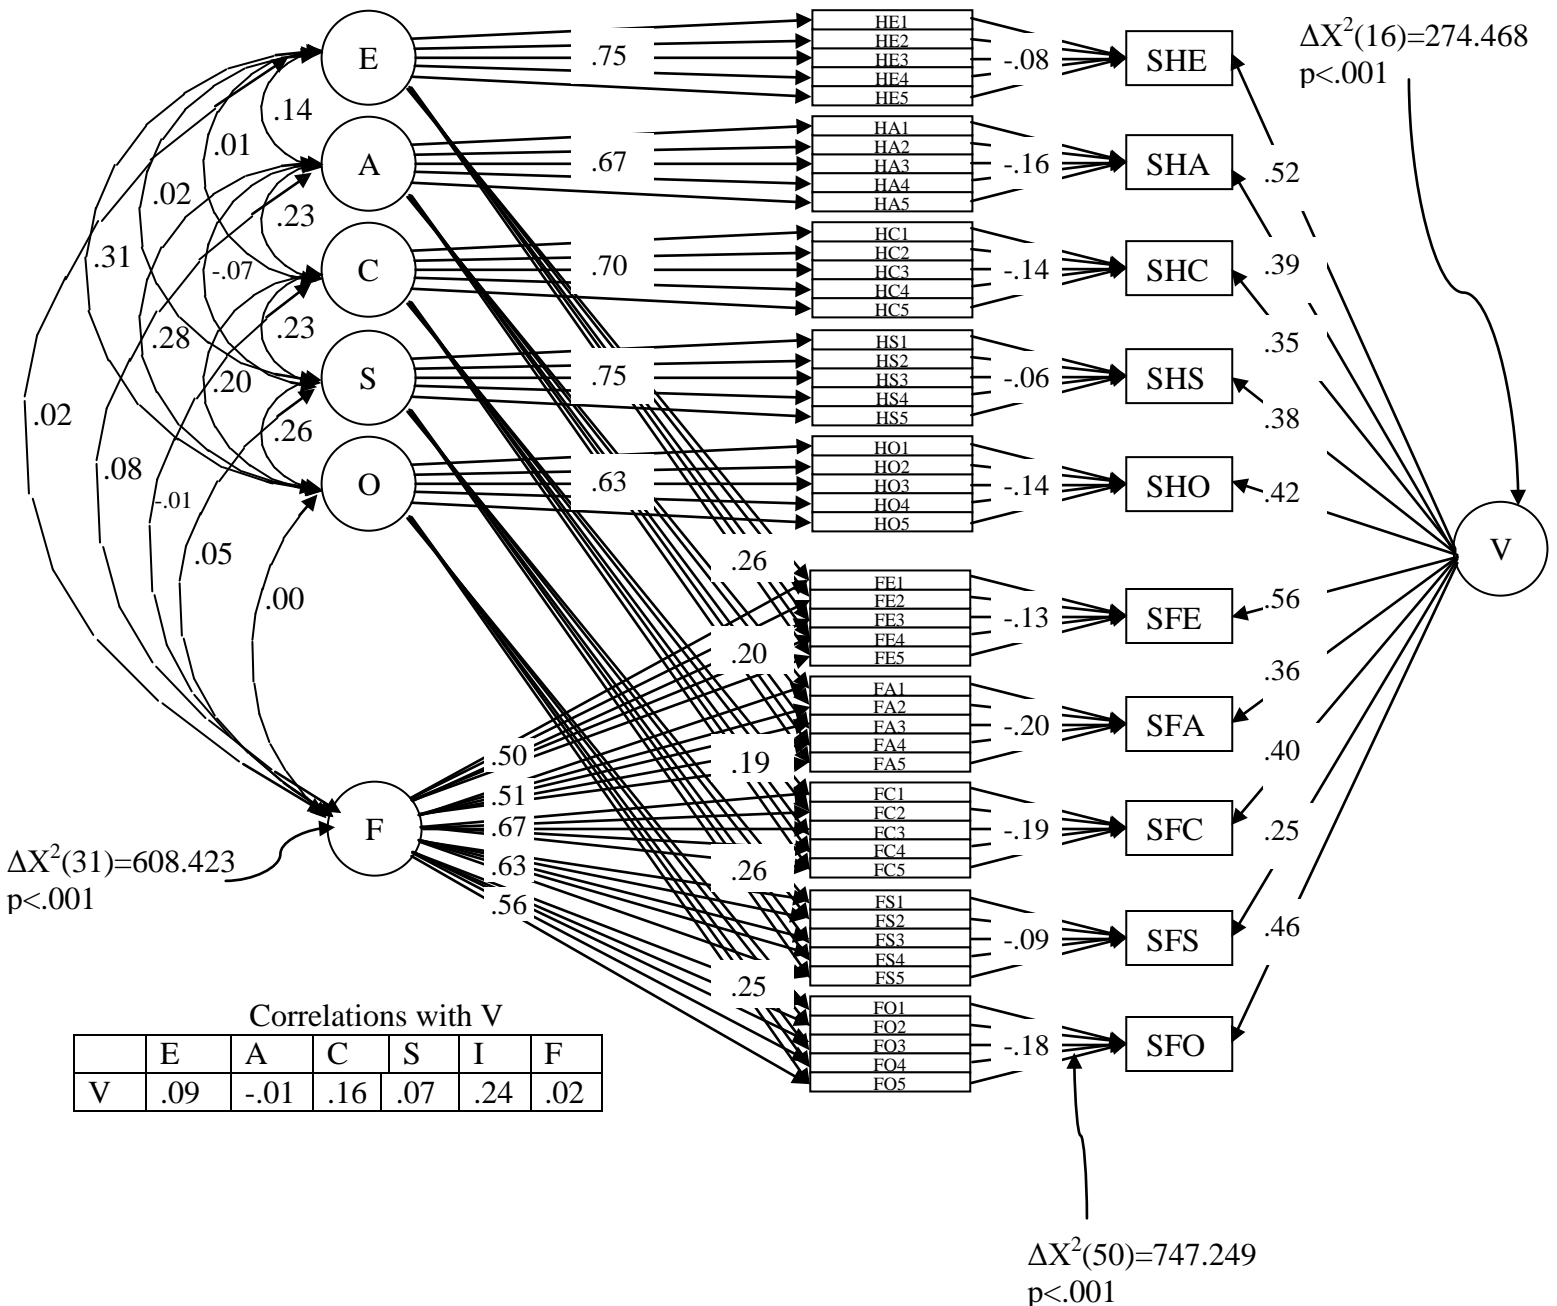 ΔX²(16)=274.468
p<.001
E
A
C
S
O
F
V
.14
.01
.02
.23
.31
-.07
.28
.23
.20
.02
.26
.08
-.01
.05
.00
.75
.67
.70
.75
.63
HE1
HE2
HE3
HE4
HE5
HA1
HA2
HA3
HA4
HA5
HC1
HC2
HC3
HC4
HC5
HS1
HS2
HS3
HS4
HS5
HO1
HO2
HO3
HO4
HO5
FE1
FE2
FE3
FE4
FE5
FA1
FA2
FA3
FA4
FA5
FC1
FC2
FC3
FC4
FC5
FS1
FS2
FS3
FS4
FS5
FO1
FO2
FO3
FO4
FO5
.26
.20
.19
.26
.25
.50
.51
.67
.63
.56
-.08
-.16
-.14
-.06
-.14
-.13
-.20
-.19
-.09
-.18
SHE
SHA
SHC
SHS
SHO
SFE
SFA
SFC
SFS
SFO
.52
.39
.35
.38
.42
.56
.36
.40
.25
.46
ΔX²(31)=608.423
p<.001
Correlations with V
E A C S I F
V .09 -.01 .16 .07 .24 .02
ΔX²(50)=747.249
p<.001